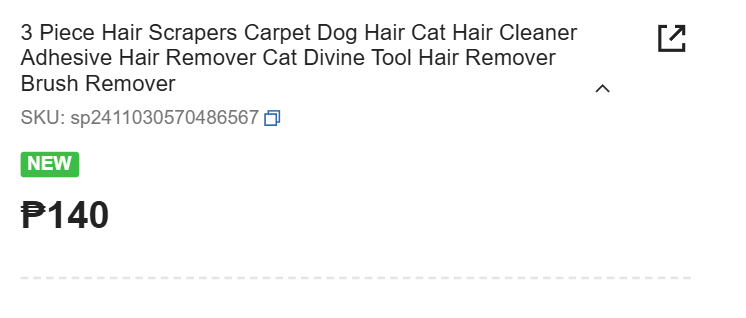 3 Piece Hair Scrapers Carpet Dog Hair Cat Hair Cleaner
Adhesive Hair Remover Cat Divine Tool Hair Remover
Brush Remover
SKU: sp2411030570486567
NEW
₱140